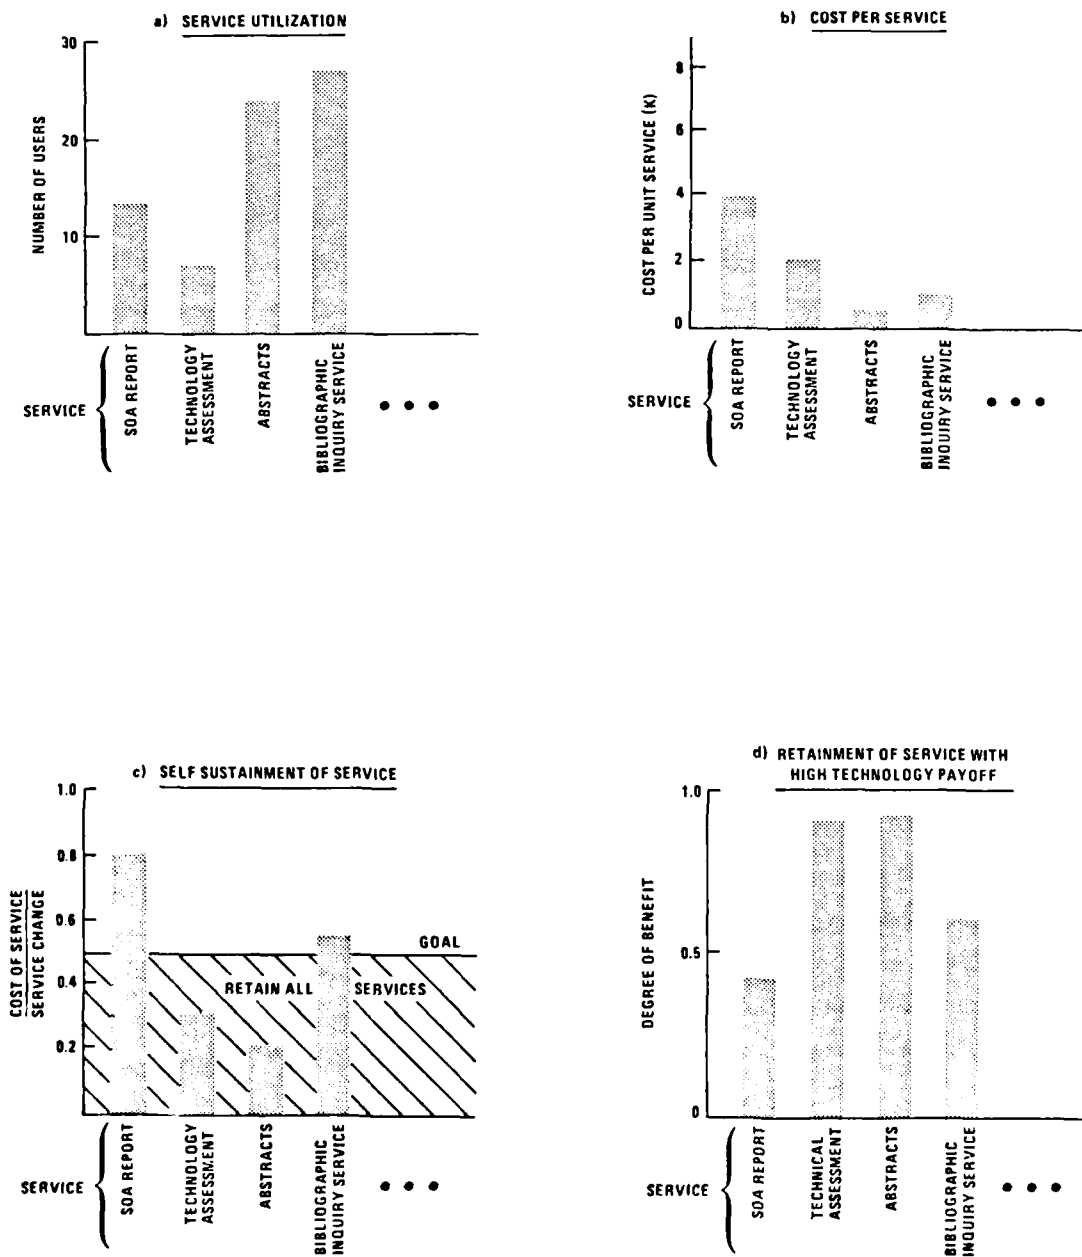 a) SERVICE UTILIZATION
30
20
10
NUMBER OF USERS
SERVICE
SOA REPORT
TECHNOLOGY
ASSESSMENT
ABSTRACTS
BIBLIOGRAPHIC
INQUIRY SERVICE
b) COST PER SERVICE
8
6
4
2
0
COST PER UNIT SERVICE (K)
SERVICE
SOA REPORT
TECHNOLOGY
ASSESSMENT
ABSTRACTS
BIBLIOGRAPHIC
INQUIRY SERVICE
c) SELF SUSTAINMENT OF SERVICE
1.0
0.8
0.6
0.4
0.2
COST OF SERVICE
SERVICE CHANGE
GOAL
RETAIN ALL SERVICES
SERVICE
SOA REPORT
TECHNOLOGY
ASSESSMENT
ABSTRACTS
BIBLIOGRAPHIC
INQUIRY SERVICE
d) RETAINMENT OF SERVICE WITH
HIGH TECHNOLOGY PAYOFF
1.0
0.5
0
DEGREE OF BENEFIT
SERVICE
SOA REPORT
TECHNICAL
ASSESSMENT
ABSTRACTS
BIBLIOGRAPHIC
INQUIRY SERVICE